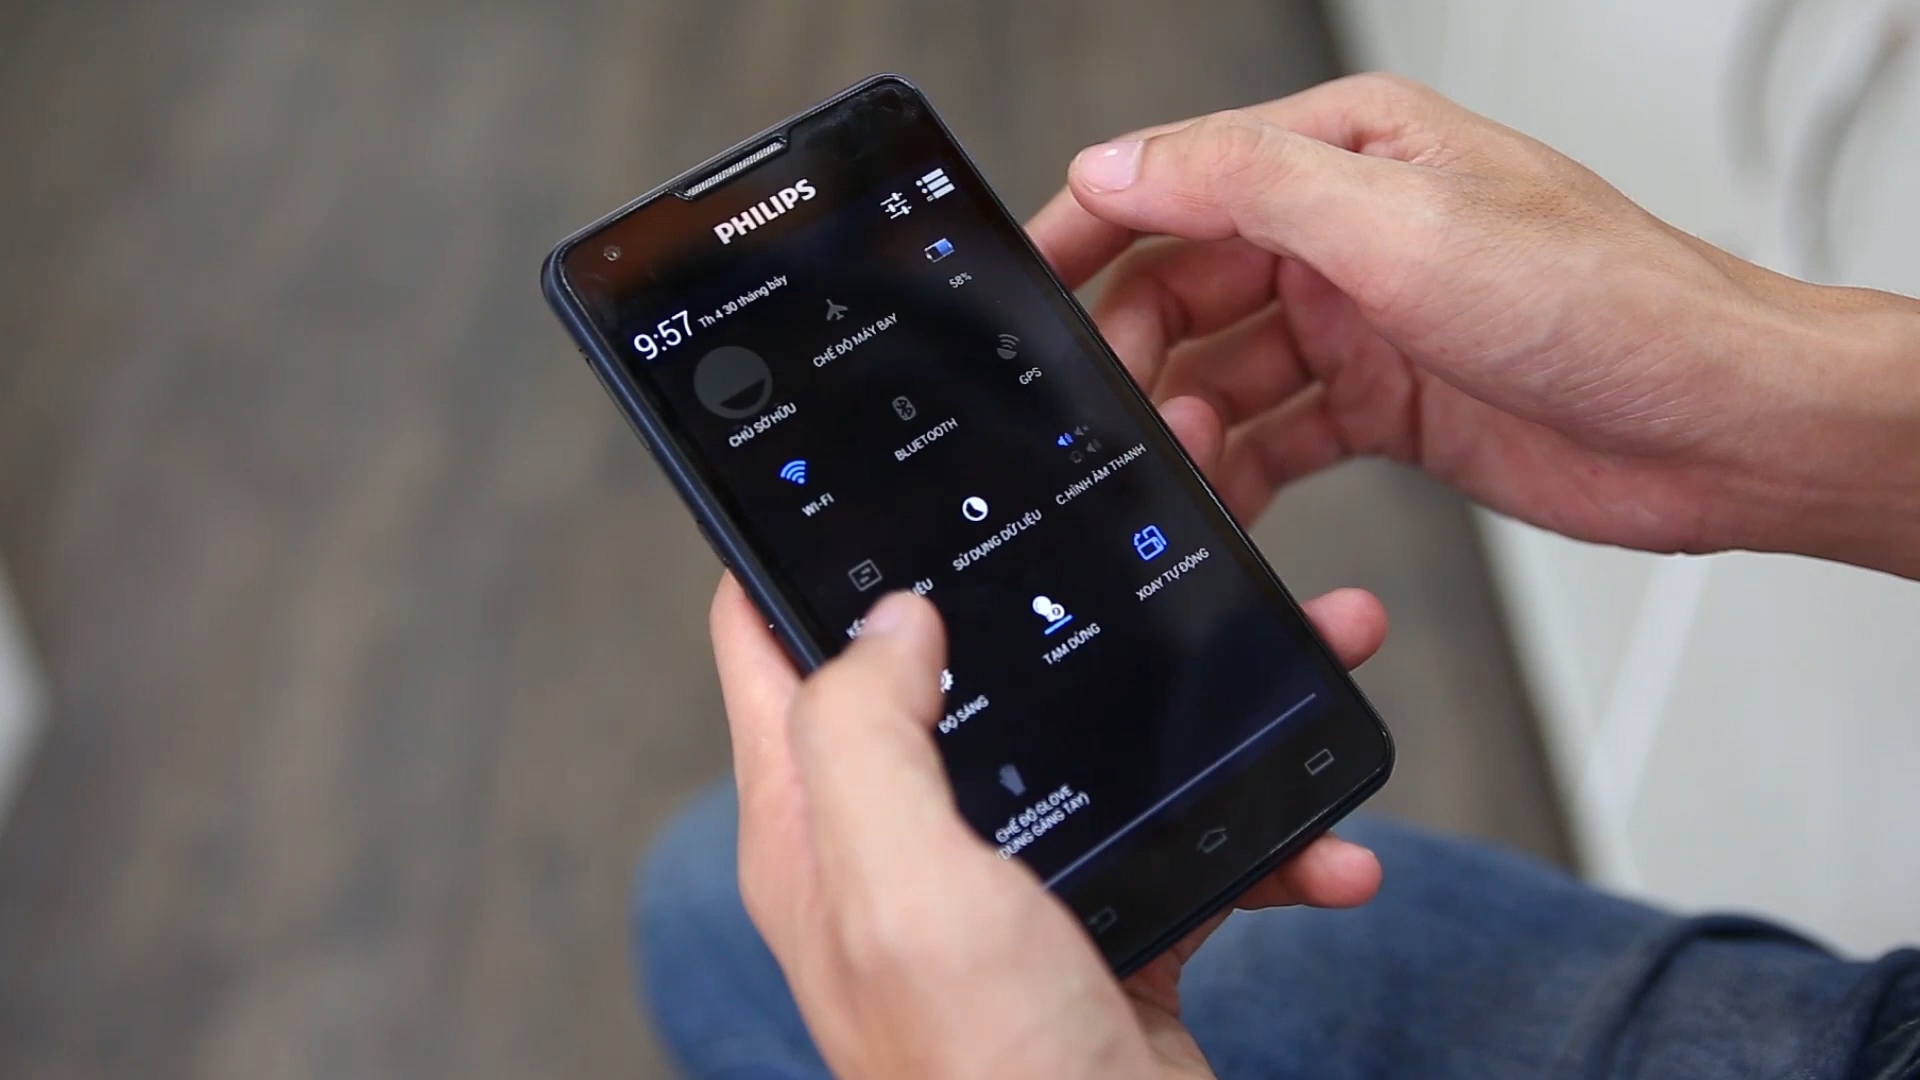 PHILIPS
9:57 Th 4 30 tháng bảy
58%
CHẾ ĐỘ MÁY BAY
CHỦ SỞ HỮU
GPS
BLUETOOTH
WI-FI
C.HÌNH ÂM THANH
SỬ DỤNG DỮ LIỆU
XOAY TỰ ĐỘNG
TẠM DỪNG
ĐỘ SÁNG
CHẾ ĐỘ GLOVE
(DÙNG GĂNG TAY)